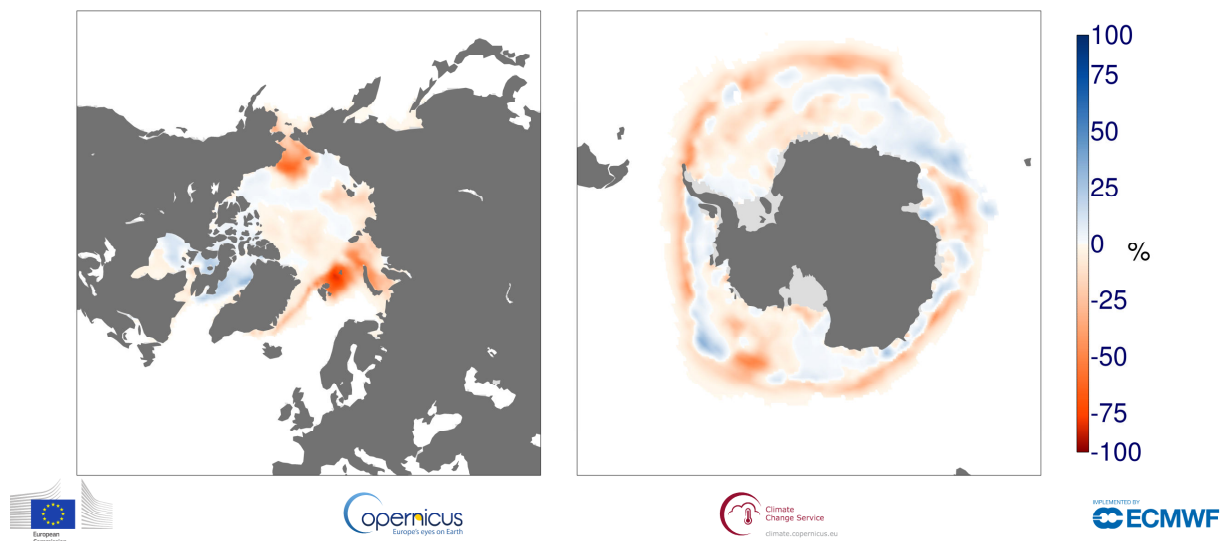 100
75
50
25
0
-25
-50
-75
-100
%
European
Commission
opernicus
Europe's eyes on Earth
Climate
Change Service
climate.copernicus.eu
IMPLEMENTED BY
ECMWF